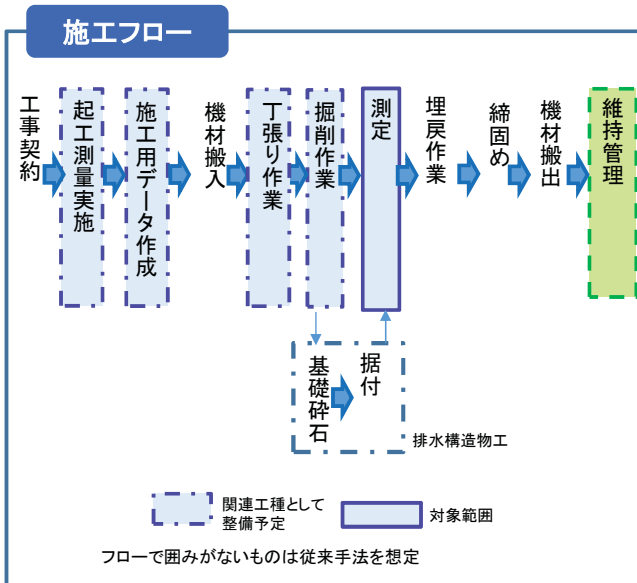 施工フロー
工事契約
起工測量実施
施工用データ作成
機材搬入
丁張り作業
掘削作業
測定
埋戻作業
締固め
機材搬出
維持管理
基礎砕石
据付
排水構造物工
関連工種として
整備予定
対象範囲
フローで囲みがないものは従来手法を想定